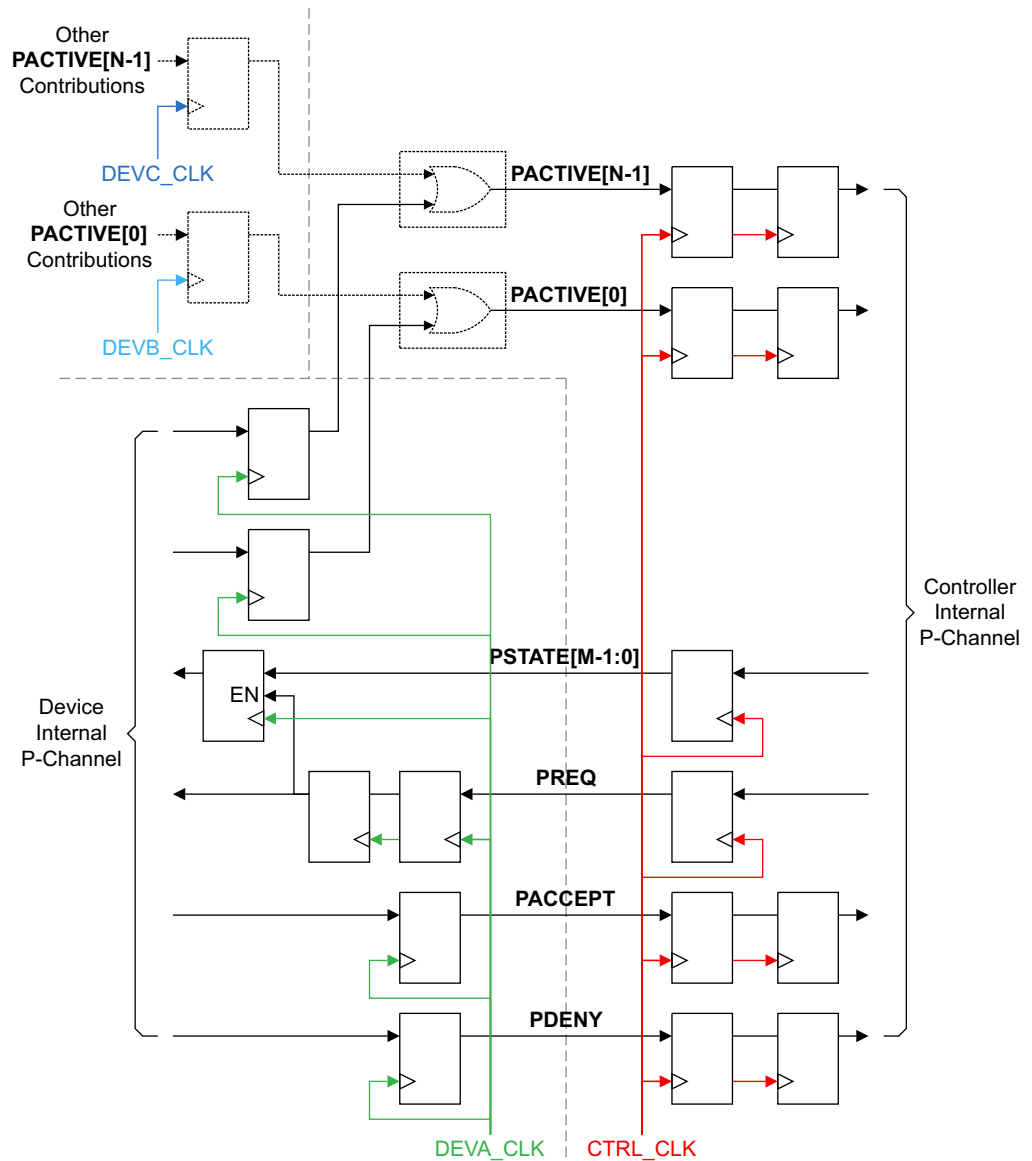 Other
PACTIVE[N-1]
Contributions
DEVC_CLK
PACTIVE[N-1]
Other
PACTIVE[0]
Contributions
DEVB_CLK
PACTIVE[0]
Controller
Internal
P-Channel
PSTATE[M-1:0]
EN
Device
Internal
P-Channel
PREQ
PACCEPT
PDENY
DEVA_CLK
CTRL_CLK